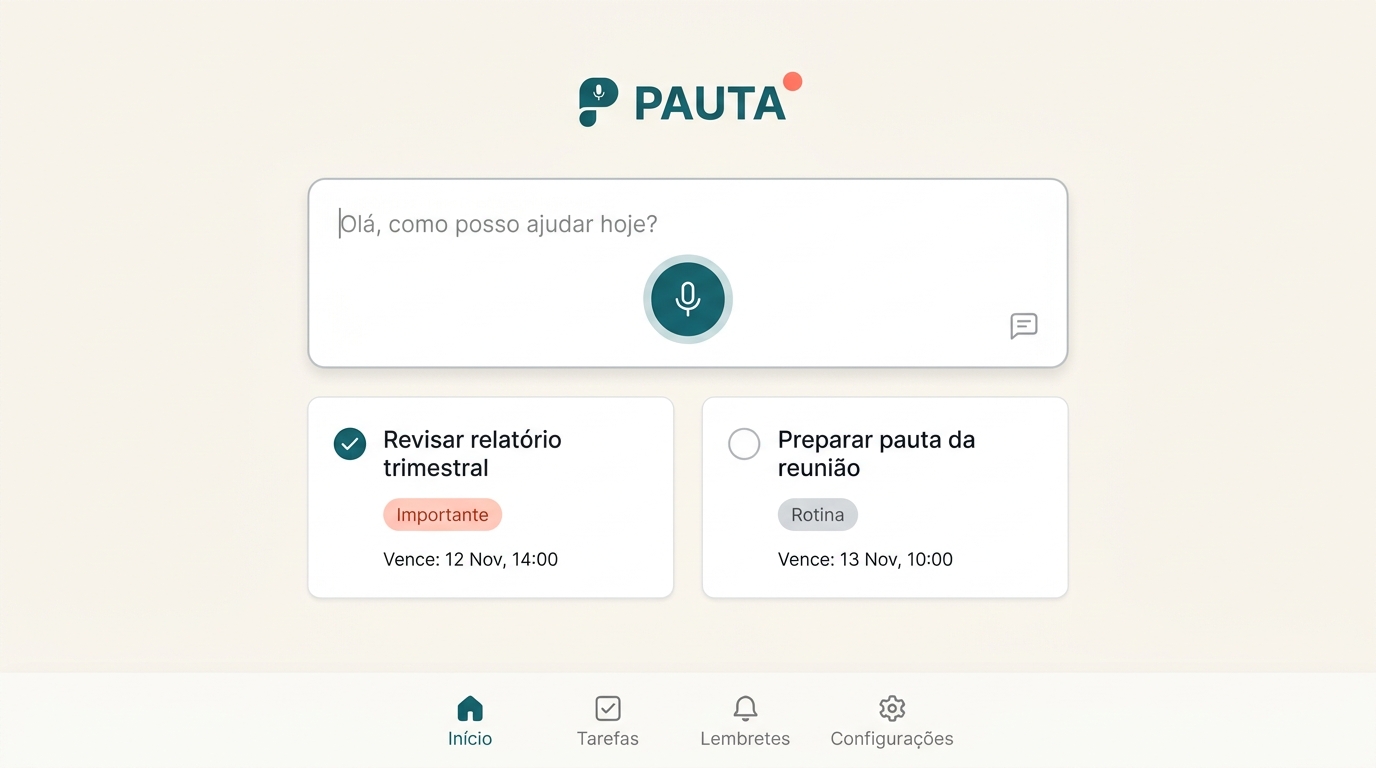 PAUTA
Olá, como posso ajudar hoje?
Revisar relatório
trimestral
Importante
Vence: 12 Nov, 14:00
Preparar pauta da
reunião
Rotina
Vence: 13 Nov, 10:00
Início
Tarefas
Lembretes
Configurações